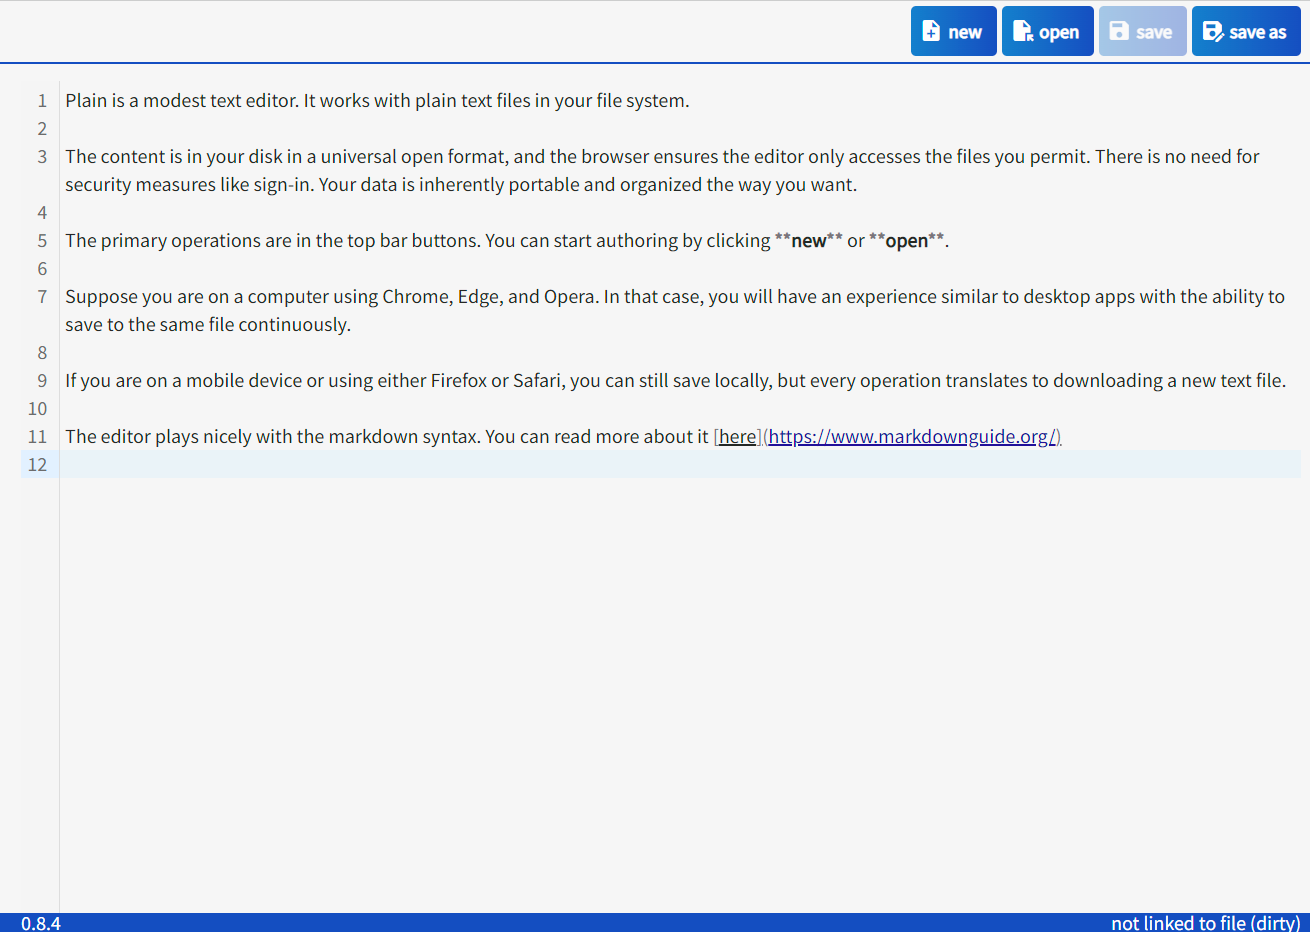 new open save save as
1 Plain is a modest text editor. It works with plain text files in your file system.
2
3 The content is in your disk in a universal open format, and the browser ensures the editor only accesses the files you permit. There is no need for
security measures like sign-in. Your data is inherently portable and organized the way you want.
4
5 The primary operations are in the top bar buttons. You can start authoring by clicking **new** or **open**.
6
7 Suppose you are on a computer using Chrome, Edge, and Opera. In that case, you will have an experience similar to desktop apps with the ability to
save to the same file continuously.
8
9 If you are on a mobile device or using either Firefox or Safari, you can still save locally, but every operation translates to downloading a new text file.
10
11 The editor plays nicely with the markdown syntax. You can read more about it [here](https://www.markdownguide.org/)
12
0.8.4 not linked to file (dirty)